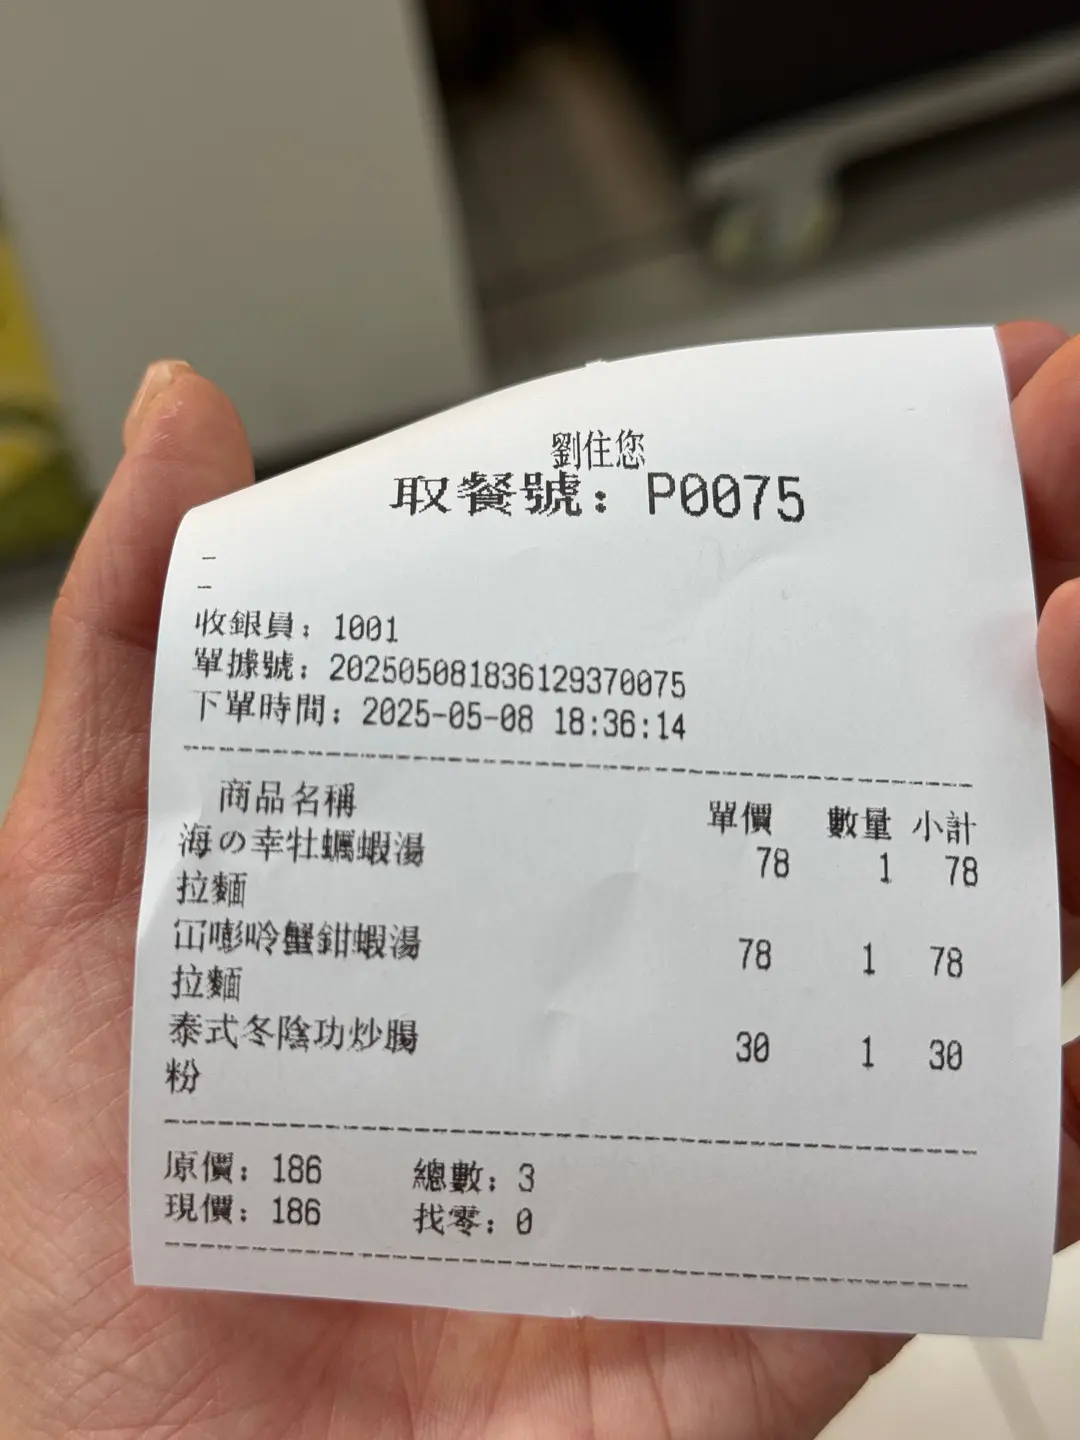 劉住您
取餐號：P0075
收銀員：1001
單據號：202505081836129370075
下單時間：2025-05-08 18:36:14
商品名稱 單價 數量 小計
海の幸牡蠣蝦湯 78 1 78
拉麵
冚嘭唥蟹鉗蝦湯 78 1 78
拉麵
泰式冬陰功炒腸 30 1 30
粉
原價：186 總數：3
現價：186 找零：0